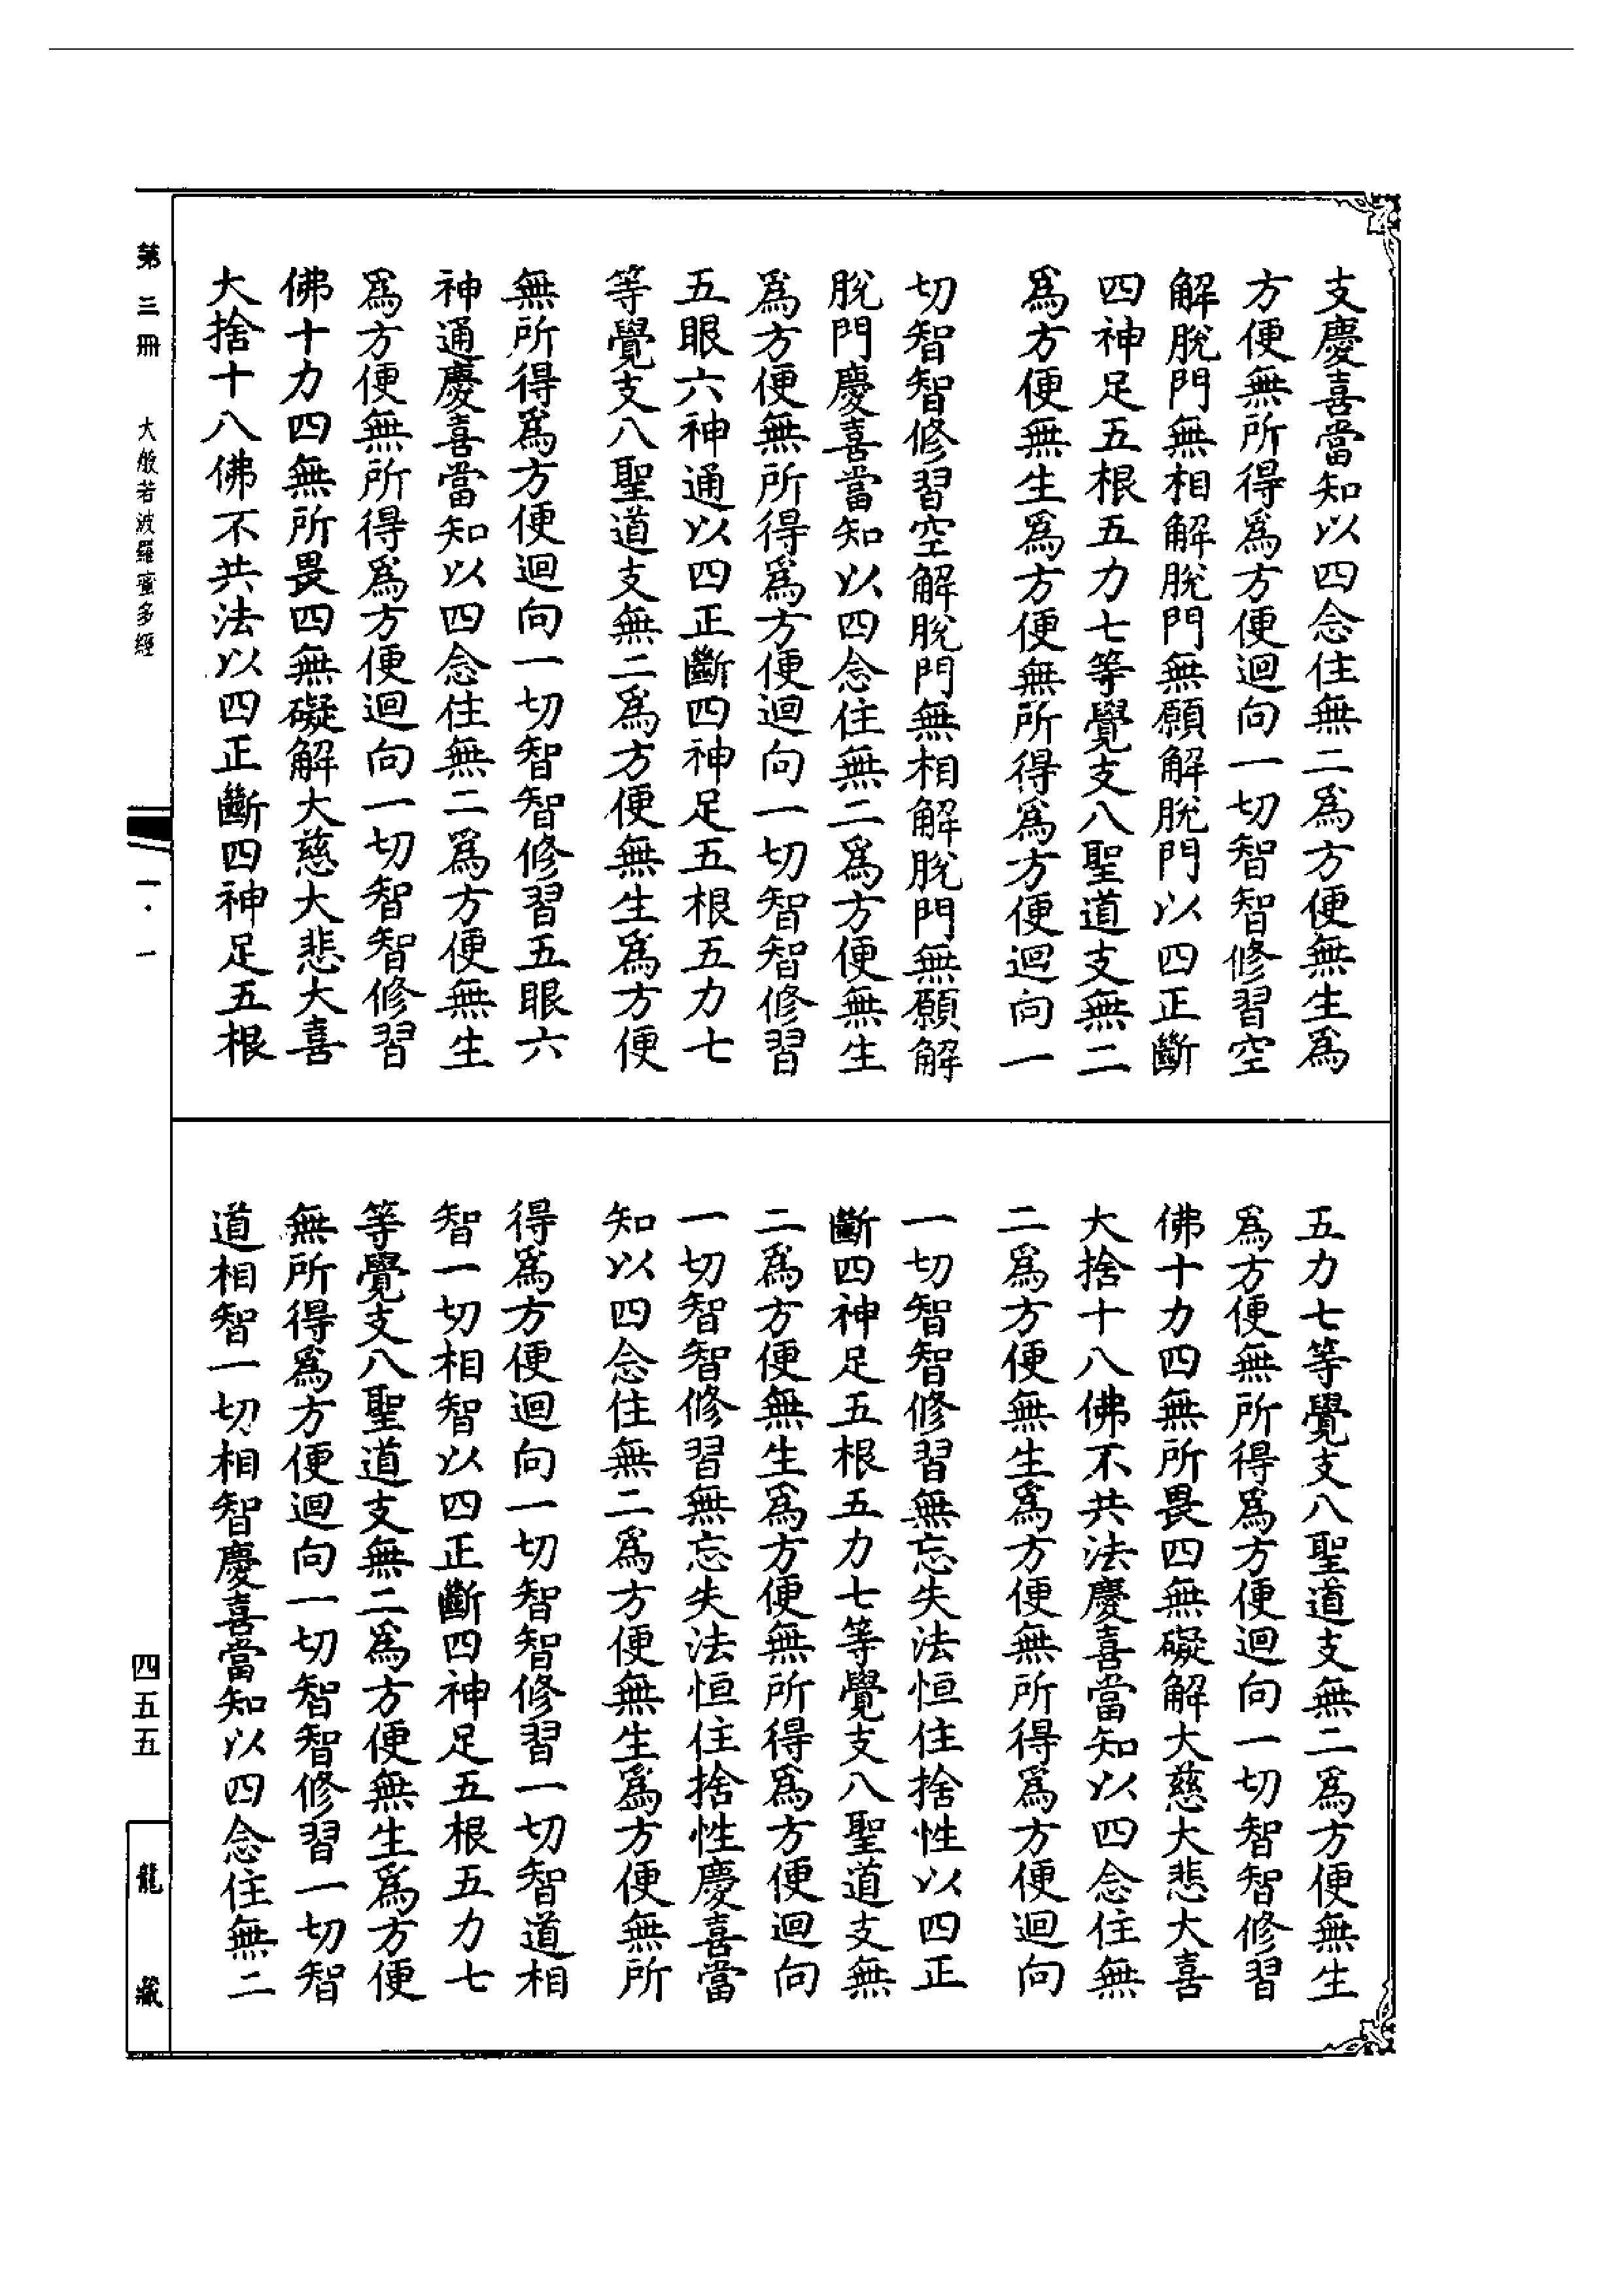 支慶喜當知以四念住無二爲方便無生爲
方便無所得爲方便迴向一切智智修習空
解脫門無相解脫門無願解脫門以四正斷
四神足五根五力七等覺支八聖道支無二
爲方便無生爲方便無所得爲方便迴向一
切智智修習空解脫門無相解脫門無願解
脫門慶喜當知以四念住無二爲方便無生
爲方便無所得爲方便迴向一切智智修習
五眼六神通以四正斷四神足五根五力七
等覺支八聖道支無二爲方便無生爲方便
無所得爲方便迴向一切智智修習五眼六
神通慶喜當知以四念住無二爲方便無生
爲方便無所得爲方便迴向一切智智修習
佛十力四無所畏四無礙解大慈大悲大喜
大捨十八佛不共法以四正斷四神足五根
五力七等覺支八聖道支無二爲方便無生
爲方便無所得爲方便迴向一切智智修習
佛十力四無所畏四無礙解大慈大悲大喜
大捨十八佛不共法慶喜當知以四念住無
二爲方便無生爲方便無所得爲方便迴向
一切智智修習無忘失法恒住捨性以四正
斷四神足五根五力七等覺支八聖道支無
二爲方便無生爲方便無所得爲方便迴向
一切智智修習無忘失法恒住捨性慶喜當
知以四念住無二爲方便無生爲方便無所
得爲方便迴向一切智智修習一切智道相
智一切相智以四正斷四神足五根五力七
等覺支八聖道支無二爲方便無生爲方便
無所得爲方便迴向一切智智修習一切智
道相智一切相智慶喜當知以四念住無二
第三冊 大般若波羅蜜多經 一·一 四五五 龍藏